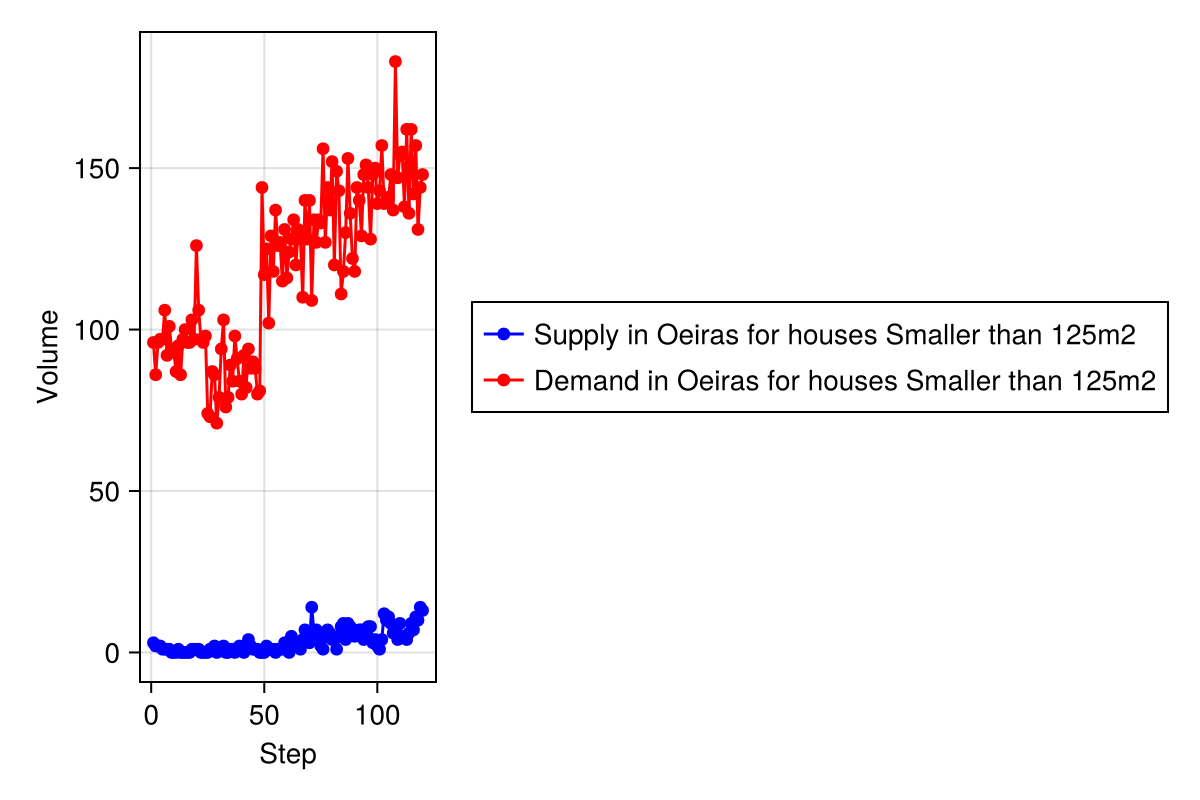 Volume
150
100
50
0
0 50 100
Step
Supply in Oeiras for houses Smaller than 125m2
Demand in Oeiras for houses Smaller than 125m2